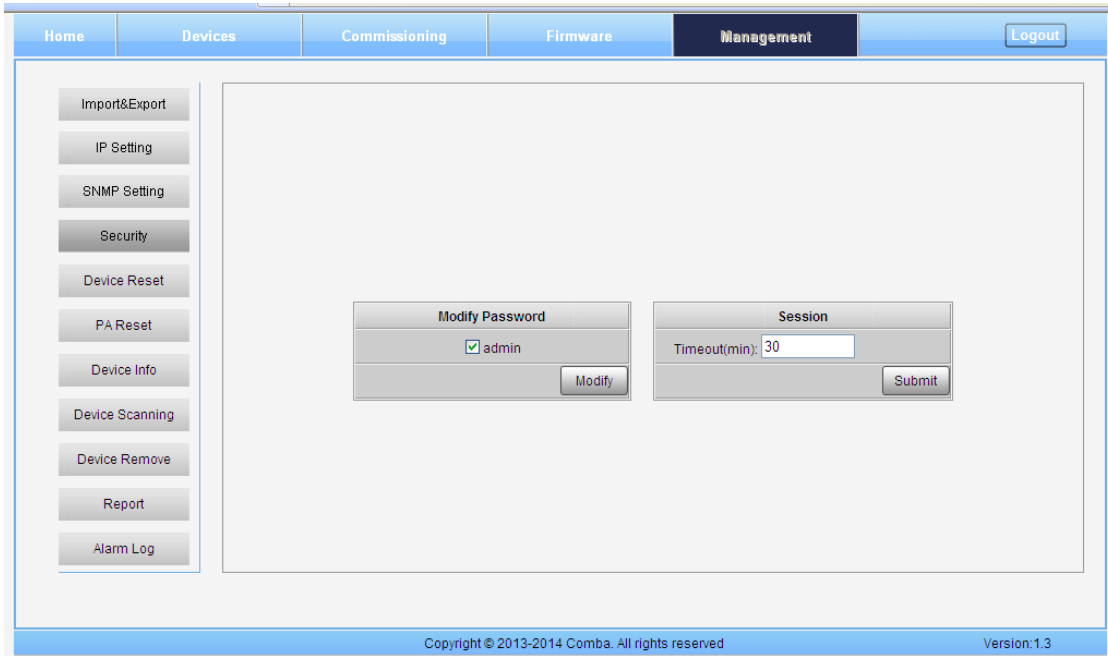 Home Devices Commissioning Firmware Management Logout
Import&Export
IP Setting
SNMP Setting
Security
Device Reset
PA Reset
Device Info
Device Scanning
Device Remove
Report
Alarm Log
Modify Password
admin
Modify
Session
Timeout(min): 30
Submit
Copyright © 2013-2014 Comba. All rights reserved Version:1.3